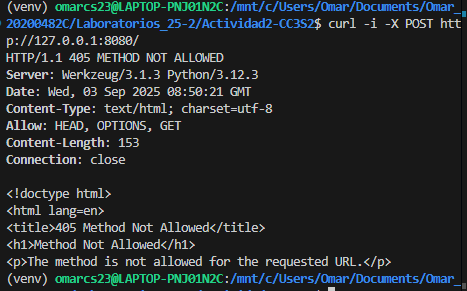 (venv) omarcs23@LAPTOP-PNJ01N2C:/mnt/c/Users/Omar/Documents/Omar_
20200482C/Laboratorios_25-2/Actividad2-CC3S2$ curl -i -X POST htt
p://127.0.0.1:8080/
HTTP/1.1 405 METHOD NOT ALLOWED
Server: Werkzeug/3.1.3 Python/3.12.3
Date: Wed, 03 Sep 2025 08:50:21 GMT
Content-Type: text/html; charset=utf-8
Allow: HEAD, OPTIONS, GET
Content-Length: 153
Connection: close

<!doctype html>
<html lang=en>
<title>405 Method Not Allowed</title>
<h1>Method Not Allowed</h1>
<p>The method is not allowed for the requested URL.</p>
(venv) omarcs23@LAPTOP-PNJ01N2C:/mnt/c/Users/Omar/Documents/Omar_